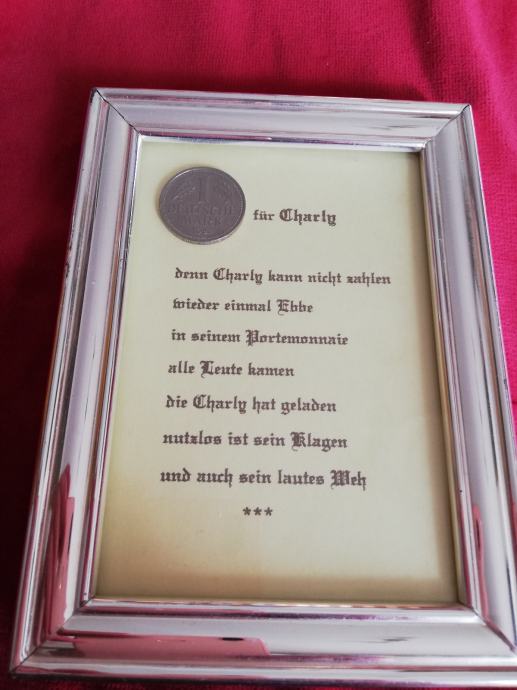 1
DEUTSCHE
MARK
für Charly
denn Charly kann nicht zahlen
wieder einmal Ebbe
in seinem Portemonnaie
alle Leute kamen
die Charly hat geladen
nutzlos ist sein Klagen
und auch sein lautes Weh
***